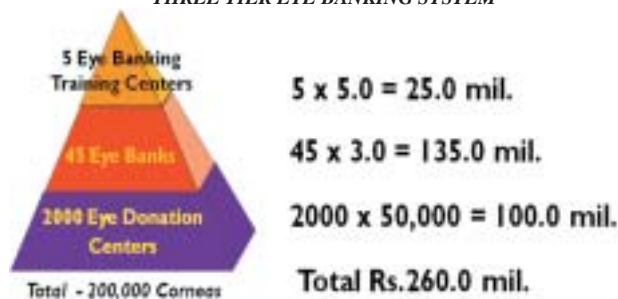 THREE TIER EYE BANKING SYSTEM
5 Eye Banking
Training Centers
5 x 5.0 = 25.0 mil.
45 Eye Banks
45 x 3.0 = 135.0 mil.
2000 Eye Donation
Centers
2000 x 50,000 = 100.0 mil.
Total - 200,000 Corneas
Total Rs.260.0 mil.